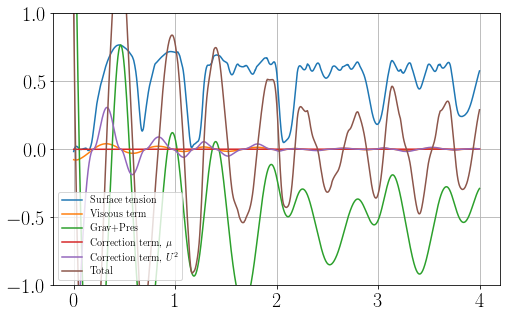 1.0
0.5
0.0
−0.5
−1.0
Surface tension
Viscous term
Grav+Pres
Correction term, μ
Correction term, U²
Total
0 1 2 3 4